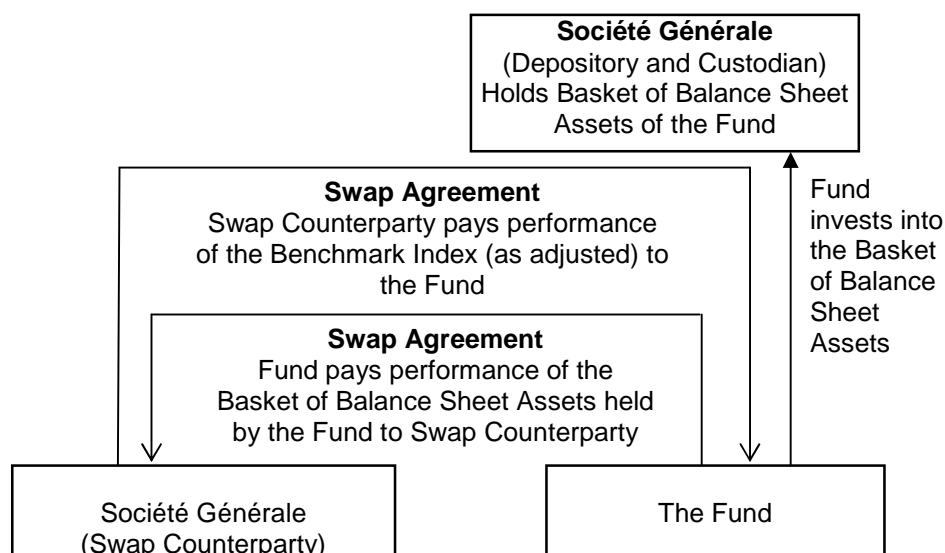 Société Générale
(Depository and Custodian)
Holds Basket of Balance Sheet
Assets of the Fund
Swap Agreement
Swap Counterparty pays performance
of the Benchmark Index (as adjusted) to
the Fund
Fund
invests into
the Basket
of Balance
Sheet
Assets
Swap Agreement
Fund pays performance of the
Basket of Balance Sheet Assets held
by the Fund to Swap Counterparty
Société Générale
(Swap Counterparty)
The Fund